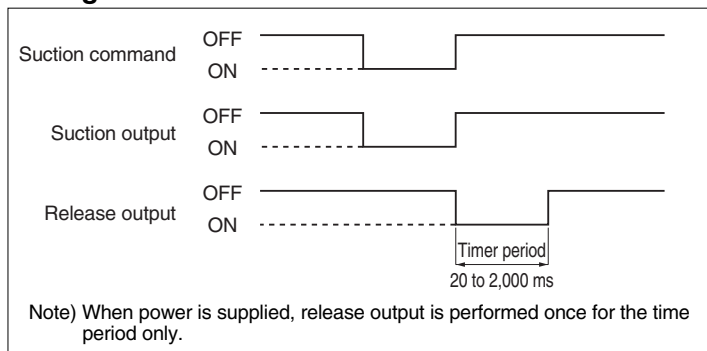 Suction command
OFF
ON
Suction output
OFF
ON
Release output
OFF
ON
Timer period
20 to 2,000 ms
Note) When power is supplied, release output is performed once for the time
period only.